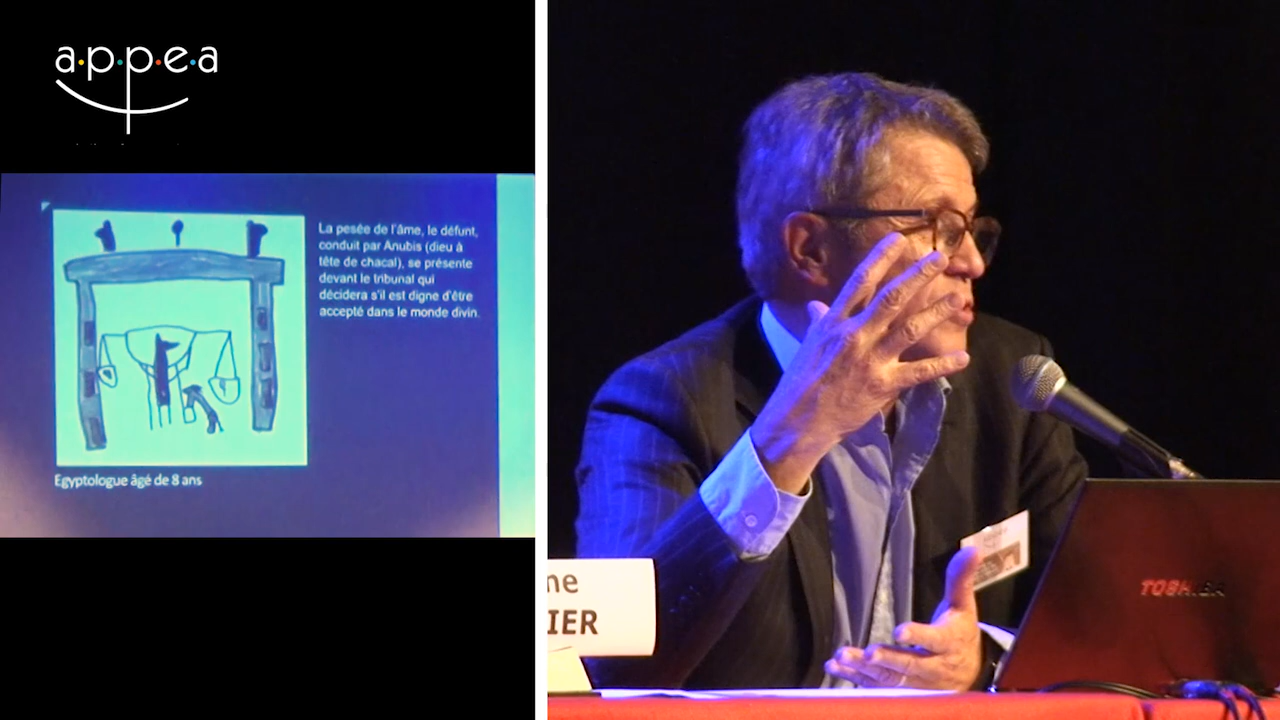 a·p·p·e·a
La pesée de l'âme, le défunt,
conduit par Anubis (dieu à
tête de chacal), se présente
devant le tribunal qui
décidera s'il est digne d'être
accepté dans le monde divin.
Egyptologue âgé de 8 ans
ne
IER
TOSHIBA